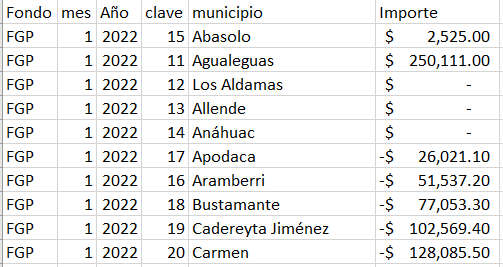 Fondo mes Año clave municipio Importe
FGP 1 2022 15 Abasolo $ 2,525.00
FGP 1 2022 11 Agualeguas $ 250,111.00
FGP 1 2022 12 Los Aldamas $ -
FGP 1 2022 13 Allende $ -
FGP 1 2022 14 Anáhuac $ -
FGP 1 2022 17 Apodaca -$ 26,021.10
FGP 1 2022 16 Aramberri -$ 51,537.20
FGP 1 2022 18 Bustamante -$ 77,053.30
FGP 1 2022 19 Cadereyta Jiménez -$ 102,569.40
FGP 1 2022 20 Carmen -$ 128,085.50